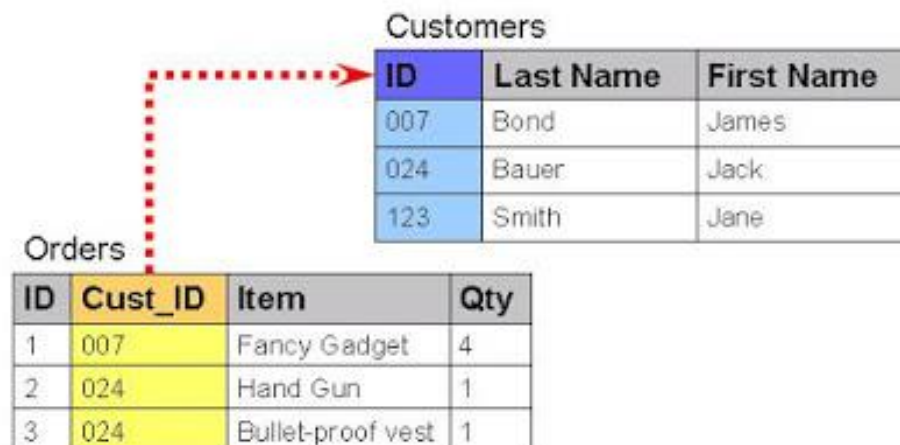 Customers
ID Last Name First Name
007 Bond James
024 Bauer Jack
123 Smith Jane
Orders
ID Cust_ID Item Qty
1 007 Fancy Gadget 4
2 024 Hand Gun 1
3 024 Bullet-proof vest 1